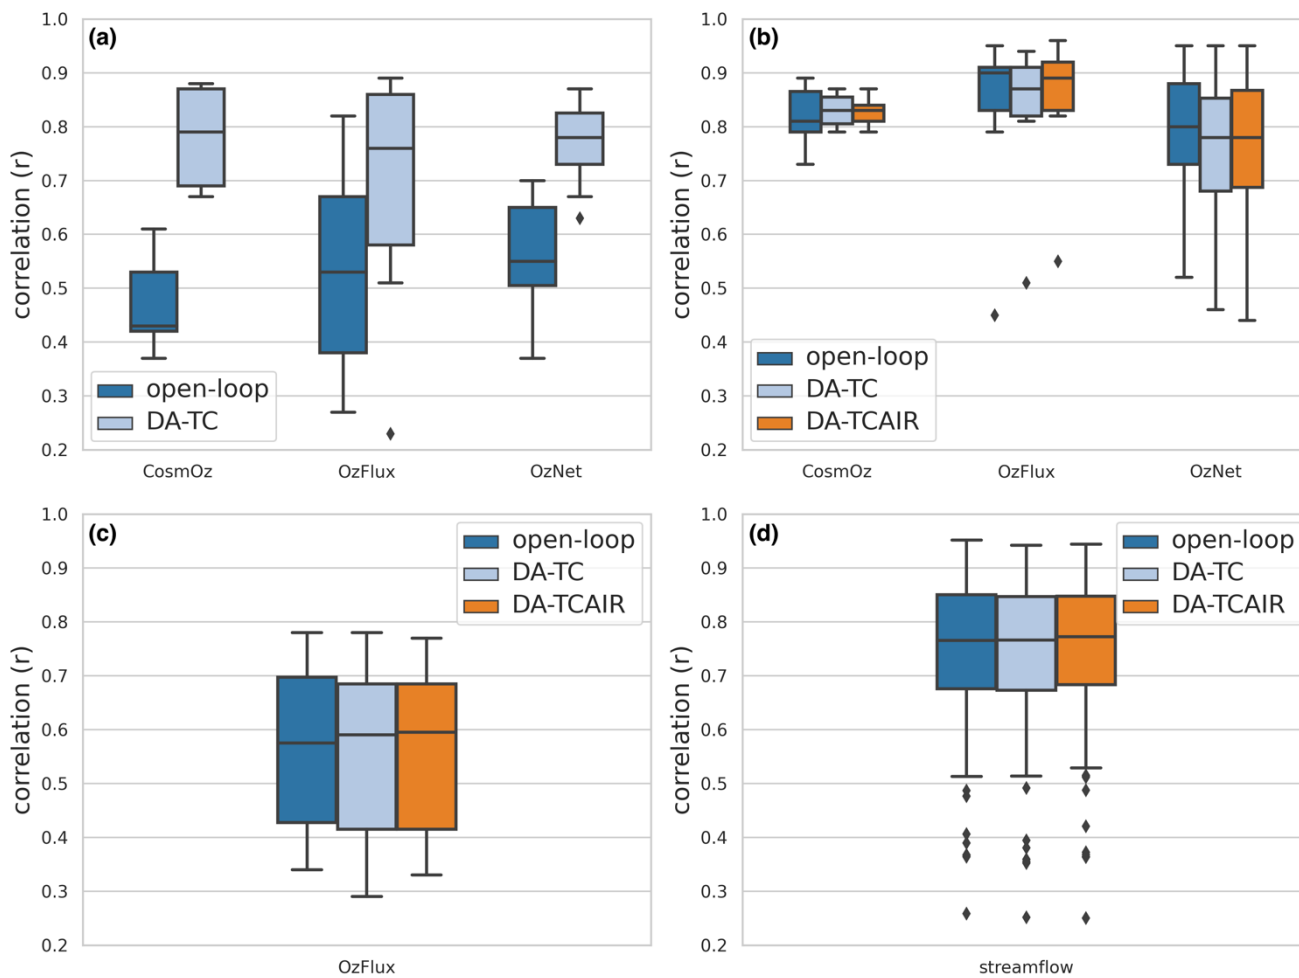 (a)
1.0
0.9
0.8
0.7
0.6
0.5
0.4
0.3
0.2
correlation (r)
open-loop
DA-TC
CosmOz
OzFlux
OzNet
(b)
1.0
0.9
0.8
0.7
0.6
0.5
0.4
0.3
0.2
correlation (r)
open-loop
DA-TC
DA-TCAIR
CosmOz
OzFlux
OzNet
(c)
1.0
0.9
0.8
0.7
0.6
0.5
0.4
0.3
0.2
correlation (r)
open-loop
DA-TC
DA-TCAIR
OzFlux
(d)
1.0
0.9
0.8
0.7
0.6
0.5
0.4
0.3
0.2
correlation (r)
open-loop
DA-TC
DA-TCAIR
streamflow